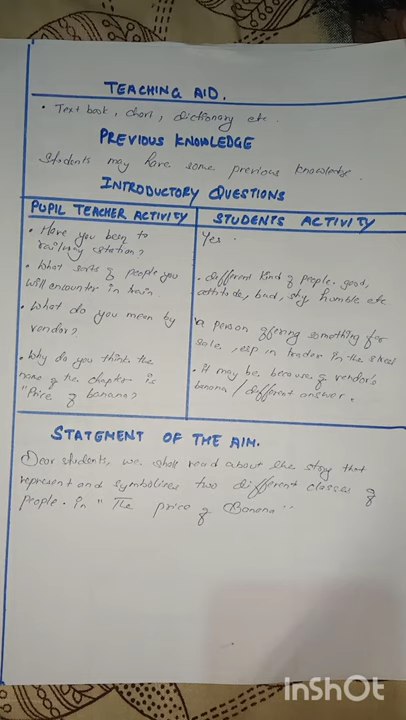 TEACHING AID.
• Text book, chart, dictionary etc.
PREVIOUS KNOWLEDGE
Students may have some previous knowledge.
INTRODUCTORY QUESTIONS
PUPIL TEACHER ACTIVITY
• Have you been to
railway station?
• What sorts of people you
will encounter in train.
• What do you mean by
vendor?
• Why do you think the
name of the chapter is
"Price of banana?
STUDENTS ACTIVITY
Yes.
. different kind of people. good,
attitude, bad, shy humble etc
a person offering something for
sale, esp in trader in the street
• It may be because of vendor's
banana / different answer.
STATEMENT OF THE AIM.
Dear students, we shall read about the story that
represent and symbolises two different classes of
people. in "The price of Banana"
InShOt